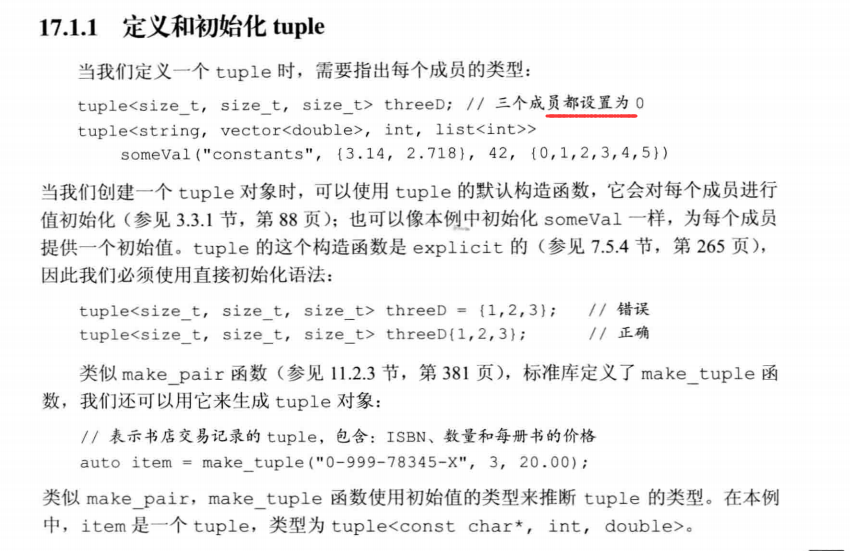 17.1.1 定义和初始化 tuple
当我们定义一个 tuple 时，需要指出每个成员的类型：
tuple<size_t, size_t, size_t> threeD; // 三个成员都设置为 0
tuple<string, vector<double>, int, list<int>>
someVal("constants", {3.14, 2.718}, 42, {0,1,2,3,4,5})
当我们创建一个 tuple 对象时，可以使用 tuple 的默认构造函数，它会对每个成员进行
值初始化（参见 3.3.1 节，第 88 页）；也可以像本例中初始化 someVal 一样，为每个成员
提供一个初始值。tuple 的这个构造函数是 explicit 的（参见 7.5.4 节，第 265 页），
因此我们必须使用直接初始化语法：
tuple<size_t, size_t, size_t> threeD = {1,2,3}; // 错误
tuple<size_t, size_t, size_t> threeD{1,2,3}; // 正确
类似 make_pair 函数（参见 11.2.3 节，第 381 页），标准库定义了 make_tuple 函
数，我们还可以用它来生成 tuple 对象：
// 表示书店交易记录的 tuple，包含：ISBN、数量和每册书的价格
auto item = make_tuple("0-999-78345-X", 3, 20.00);
类似 make_pair，make_tuple 函数使用初始值的类型来推断 tuple 的类型。在本例
中，item 是一个 tuple，类型为 tuple<const char*, int, double>。